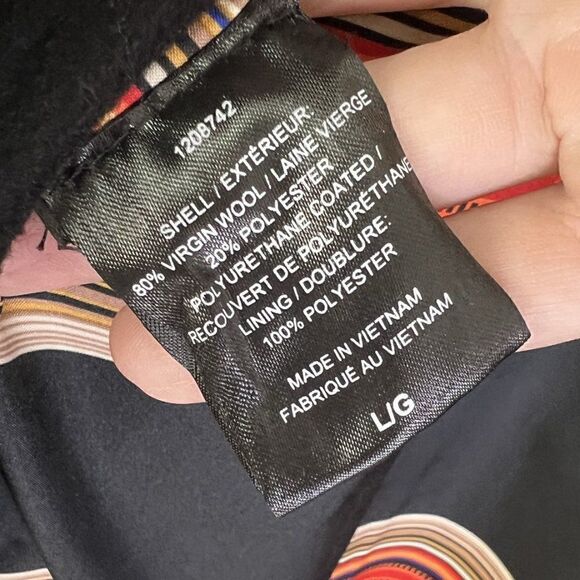 1208742
SHELL / EXTÉRIEUR:
80% VIRGIN WOOL / LAINE VIERGE
20% POLYESTER
POLYURETHANE COATED /
RECOUVERT DE POLYURÉTHANE
LINING / DOUBLURE:
100% POLYESTER
MADE IN VIETNAM
FABRIQUÉ AU VIETNAM
L/G